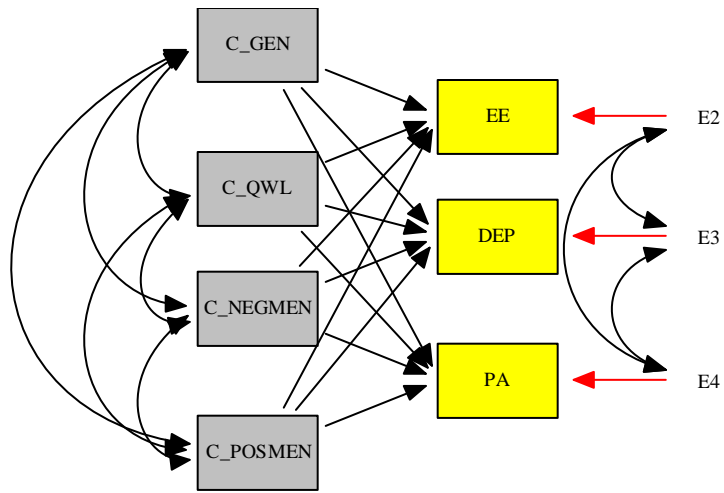 C_GEN
EE
E2
C_QWL
DEP
E3
C_NEGMEN
PA
E4
C_POSMEN